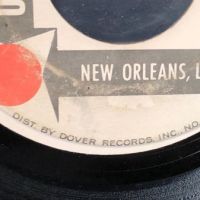 NEW ORLEANS, L
DIST. BY DOVER RECORDS, INC., NO